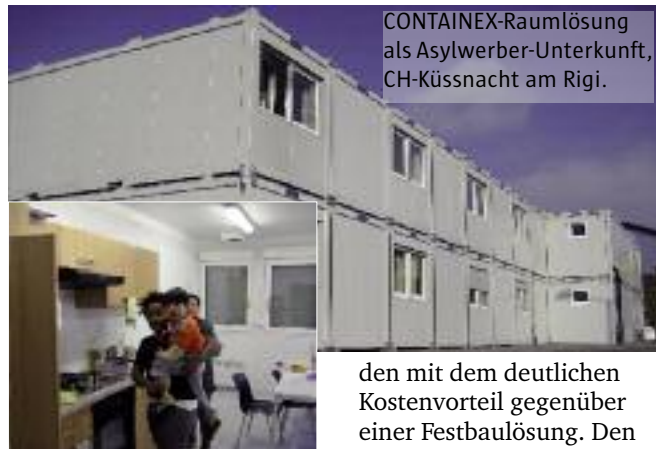 CONTAINEX-Raumlösung
als Asylwerber-Unterkunft,
CH-Küssnacht am Rigi.
den mit dem deutlichen
Kostenvorteil gegenüber
einer Festbaulösung. Den